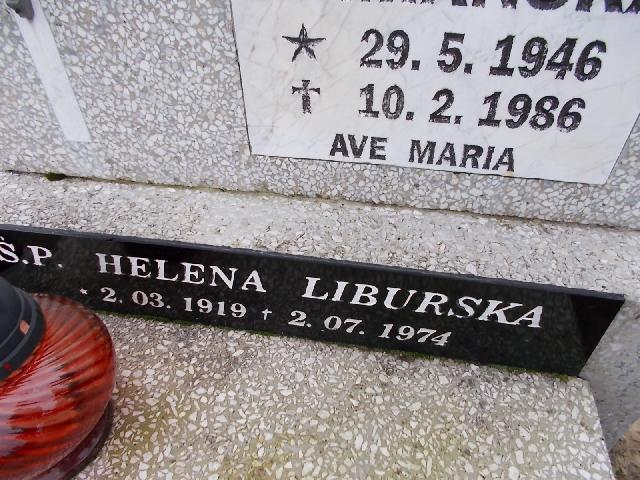 29. 5. 1946
† 10. 2. 1986
AVE MARIA
Ś.P. HELENA LIBURSKA
* 2. 03. 1919 † 2. 07. 1974